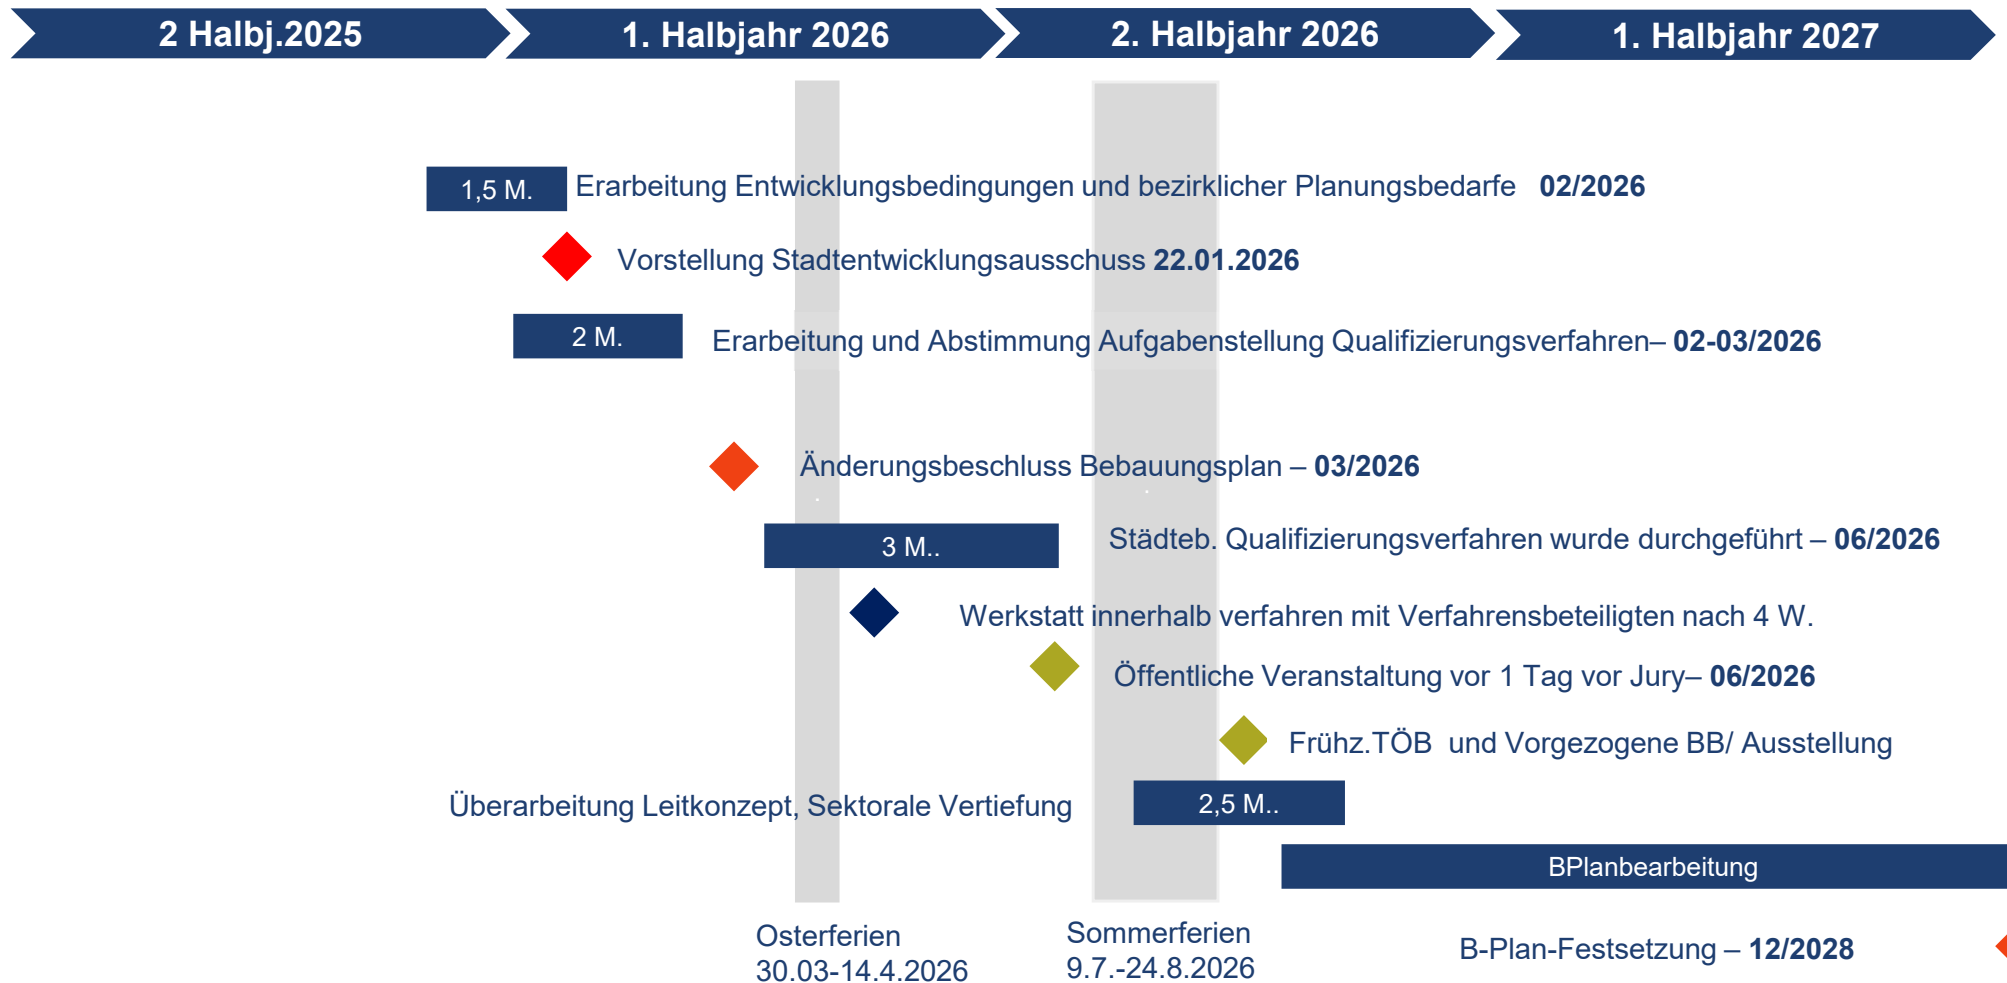 2 Halbj.2025
1. Halbjahr 2026
2. Halbjahr 2026
1. Halbjahr 2027
1,5 M.
Erarbeitung Entwicklungsbedingungen und bezirklicher Planungsbedarfe 02/2026
Vorstellung Stadtentwicklungsausschuss 22.01.2026
2 M.
Erarbeitung und Abstimmung Aufgabenstellung Qualifizierungsverfahren– 02-03/2026
Änderungsbeschluss Bebauungsplan – 03/2026
3 M..
Städteb. Qualifizierungsverfahren wurde durchgeführt – 06/2026
Werkstatt innerhalb verfahren mit Verfahrensbeteiligten nach 4 W.
Öffentliche Veranstaltung vor 1 Tag vor Jury– 06/2026
Frühz.TÖB und Vorgezogene BB/ Ausstellung
Überarbeitung Leitkonzept, Sektorale Vertiefung
2,5 M..
BPlanbearbeitung
Osterferien
30.03-14.4.2026
Sommerferien
9.7.-24.8.2026
B-Plan-Festsetzung – 12/2028